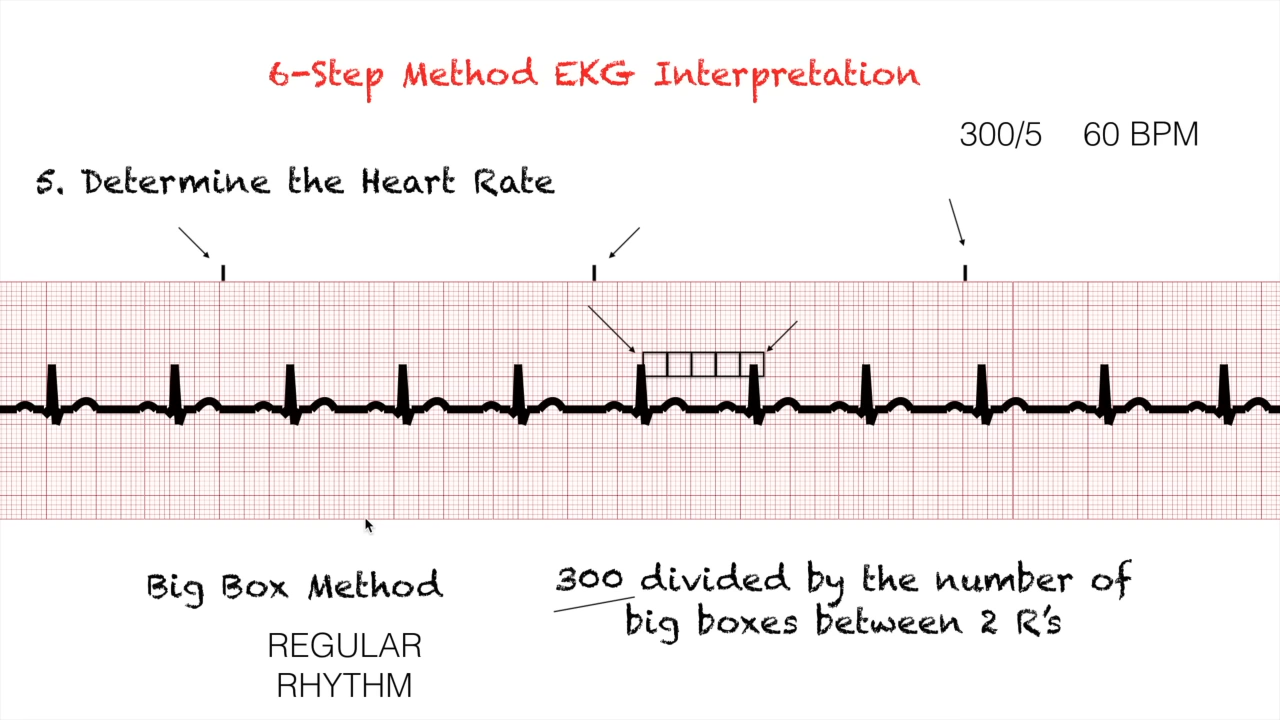 6-Step Method EKG Interpretation
300/5 60 BPM
5. Determine the Heart Rate
Big Box Method
REGULAR
RHYTHM
300 divided by the number of
big boxes between 2 R's